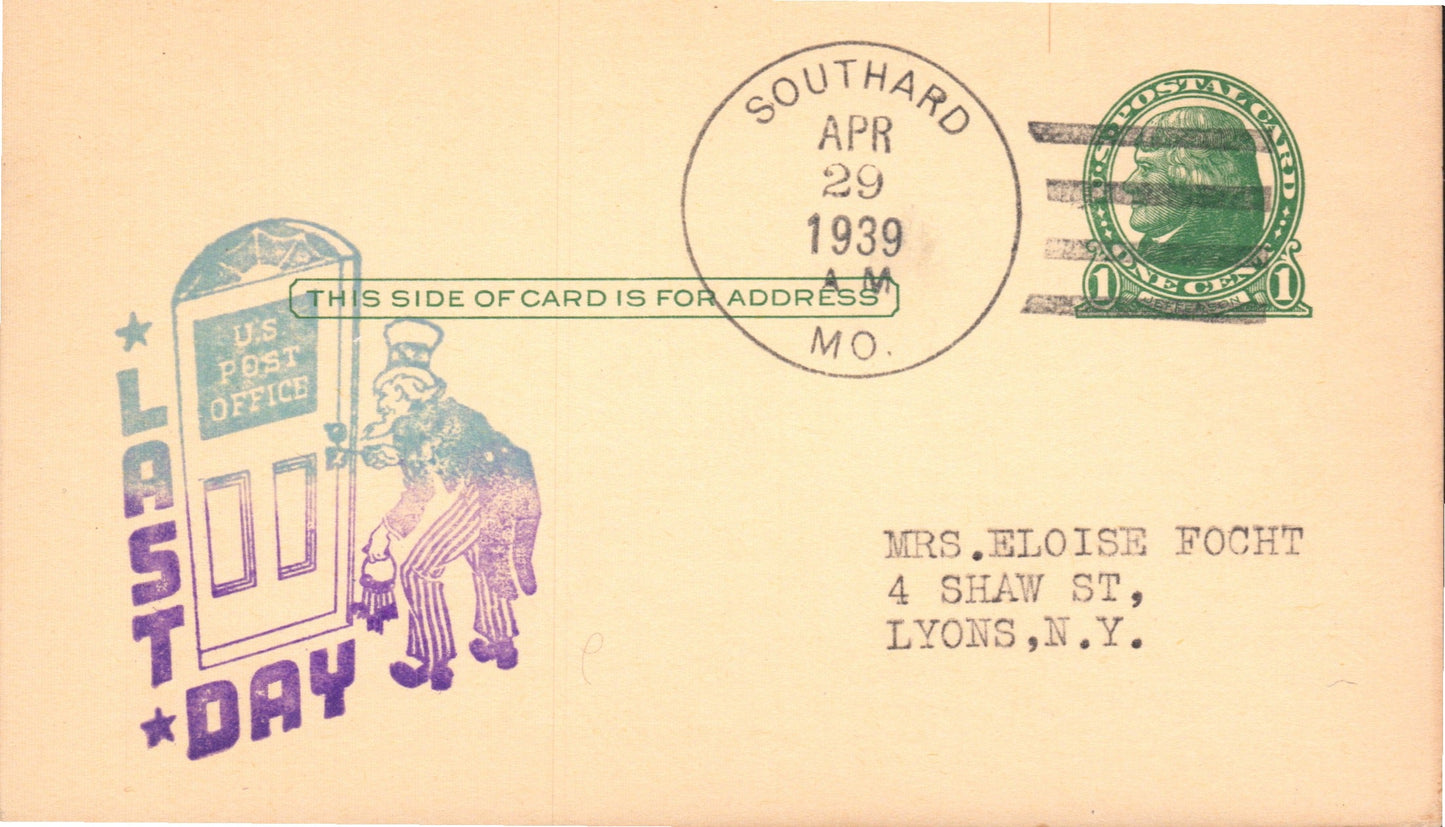 SOUTHARD
APR
29
1939
A M
MO.
U.S. POSTAL CARD
1 ONE CENT 1
JEFFERSON
THIS SIDE OF CARD IS FOR ADDRESS
U.S
POST
OFFICE
LAST
DAY
MRS.ELOISE FOCHT
4 SHAW ST,
LYONS,N.Y.